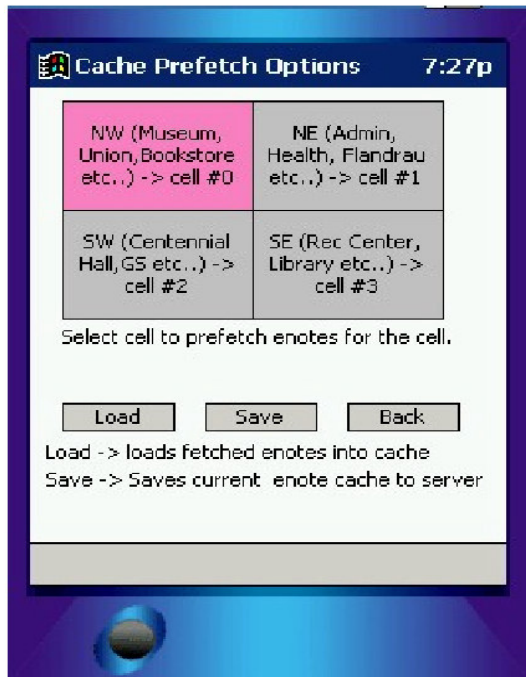 Cache Prefetch Options 7:27p
NW (Museum,
Union,Bookstore
etc..) -> cell #0
NE (Admin,
Health, Flandrau
etc..) -> cell #1
SW (Centennial
Hall,GS etc..) ->
cell #2
SE (Rec Center,
Library etc..) ->
cell #3
Select cell to prefetch enotes for the cell.
Load Save Back
Load -> loads fetched enotes into cache
Save -> Saves current enote cache to server